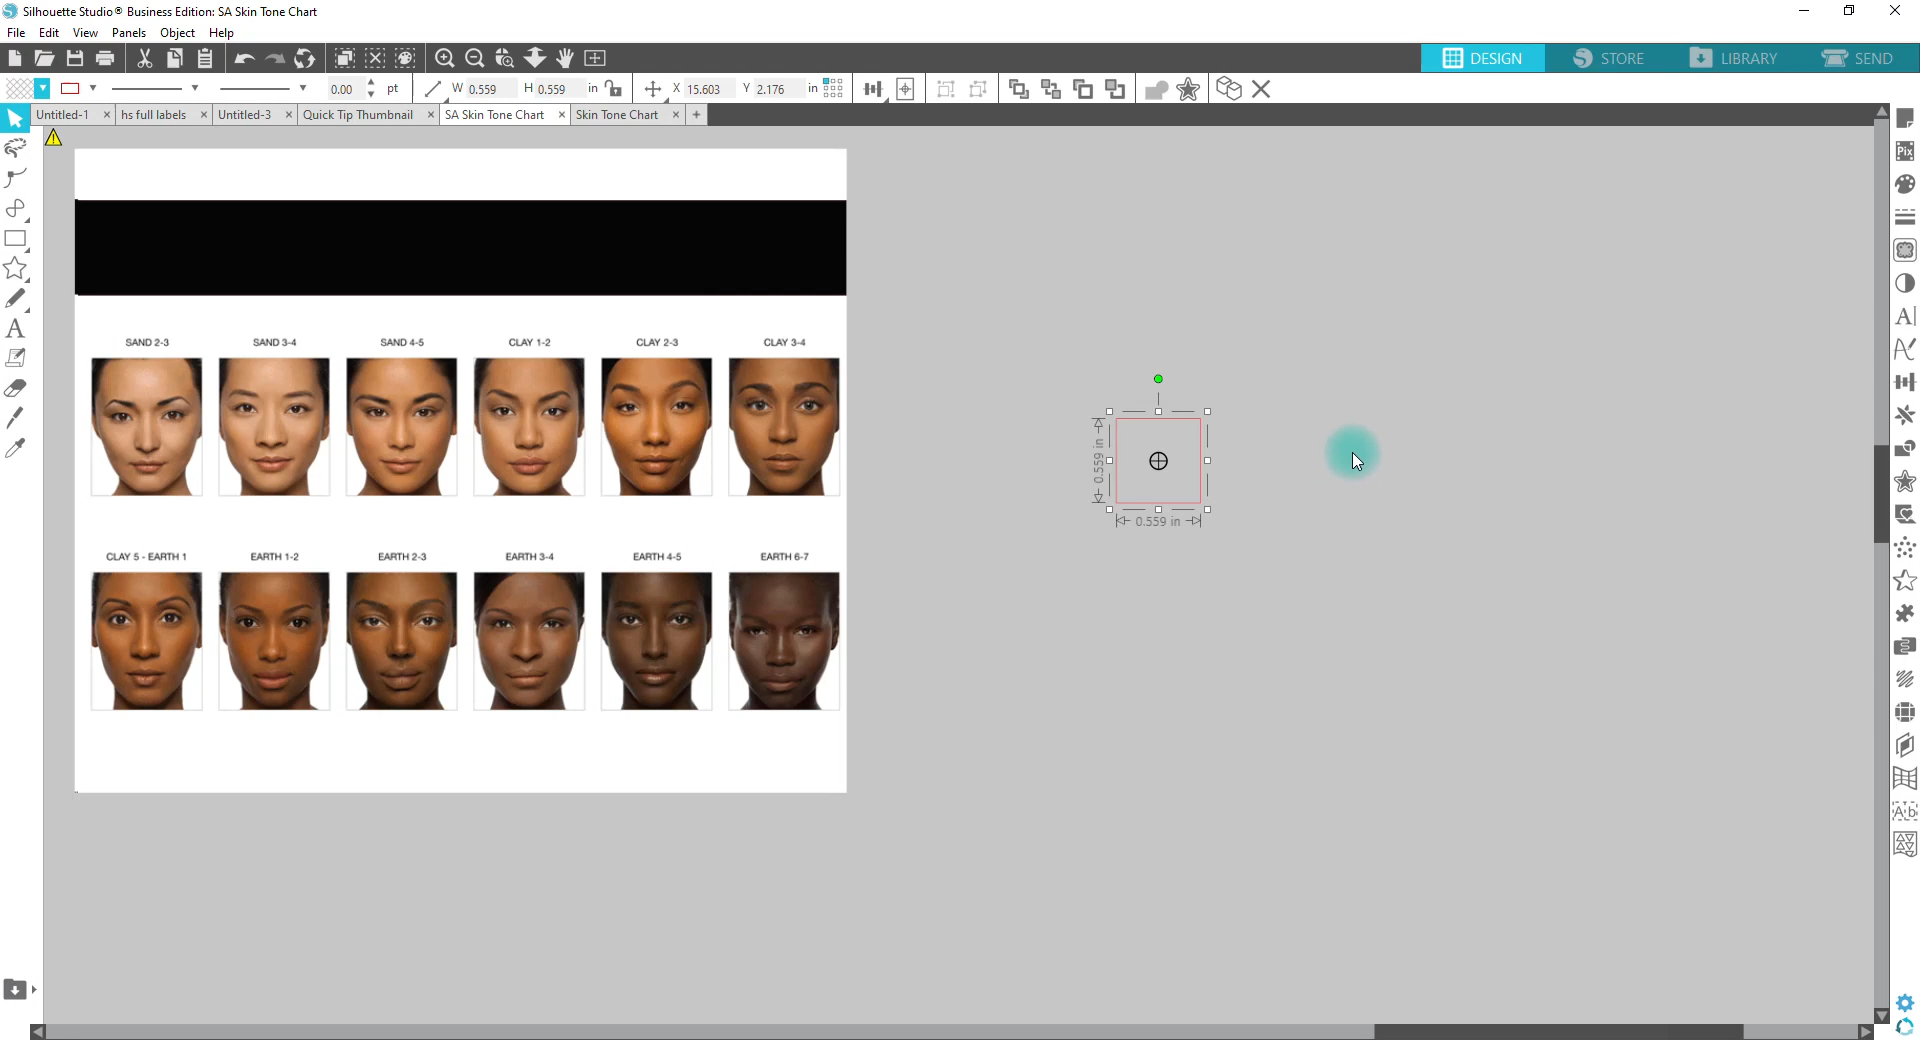 Silhouette Studio® Business Edition: SA Skin Tone Chart
File Edit View Panels Object Help
DESIGN STORE LIBRARY SEND
0.00 pt W 0.559 H 0.559 in X 15.603 Y 2.176 in
Untitled-1 × hs full labels × Untitled-3 × Quick Tip Thumbnail × SA Skin Tone Chart × Skin Tone Chart × +
SAND 2-3 SAND 3-4 SAND 4-5 CLAY 1-2 CLAY 2-3 CLAY 3-4
0.559 in
0.559 in
CLAY 5 - EARTH 1 EARTH 1-2 EARTH 2-3 EARTH 3-4 EARTH 4-5 EARTH 6-7